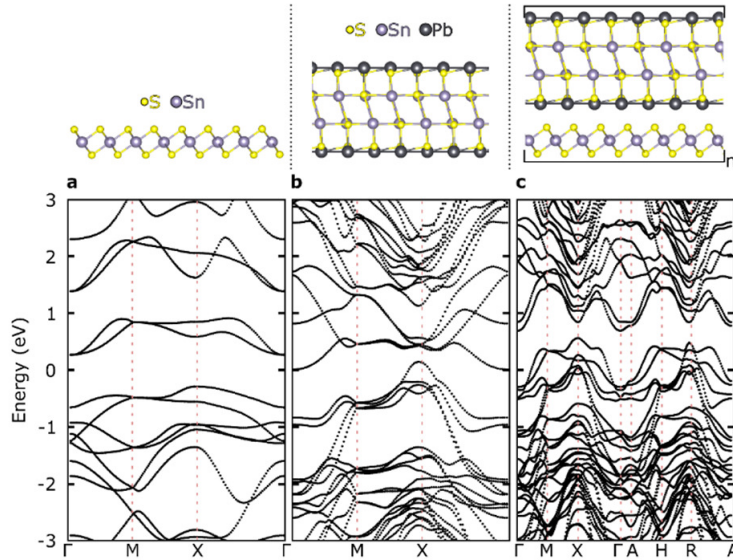 S Sn
S Sn Pb
n
a
b
c
Energy (eV)
3
2
1
0
-1
-2
-3
Γ M X Γ
M X
Γ M X Γ A H R A